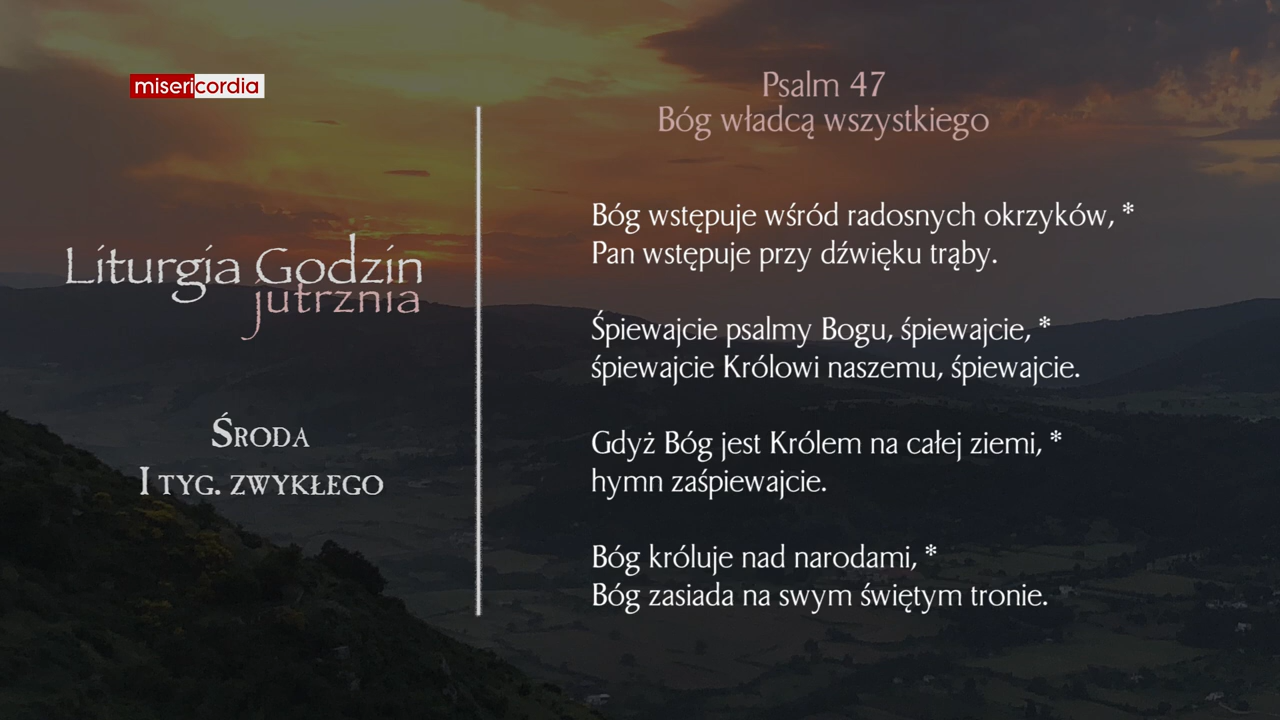 misericordia
Liturgia Godzin
jutrznia
Środa
I tyg. zwykłego
Psalm 47
Bóg władcą wszystkiego
Bóg wstępuje wśród radosnych okrzyków, *
Pan wstępuje przy dźwięku trąby.
Śpiewajcie psalmy Bogu, śpiewajcie, *
śpiewajcie Królowi naszemu, śpiewajcie.
Gdyż Bóg jest Królem na całej ziemi, *
hymn zaśpiewajcie.
Bóg króluje nad narodami, *
Bóg zasiada na swym świętym tronie.